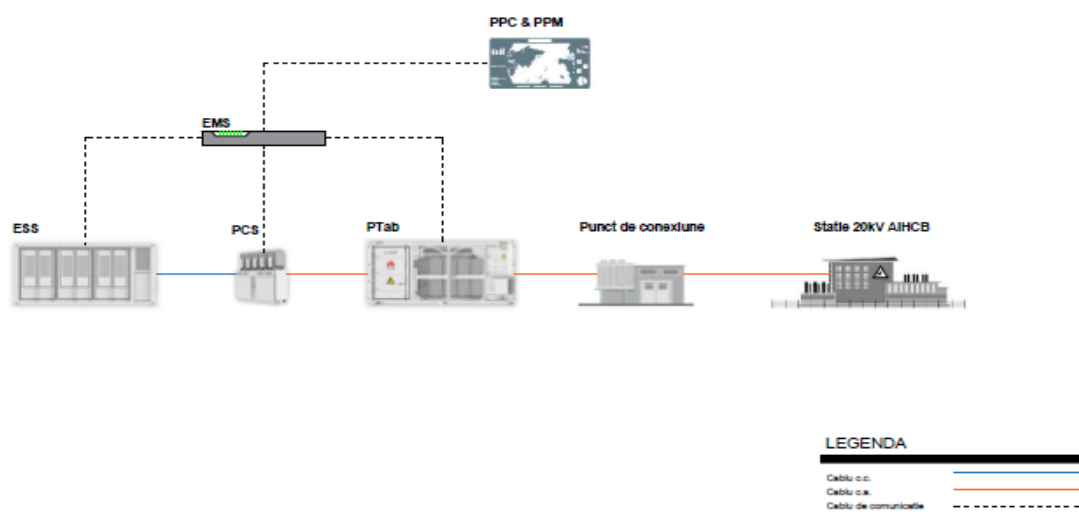 PPC & PPM
EMS
ESS
PCS
PTab
Punct de conexiune
Statie 20kV AIHCB
LEGENDA
Cablu c.c.
Cablu c.a.
Cablu de comunicatie